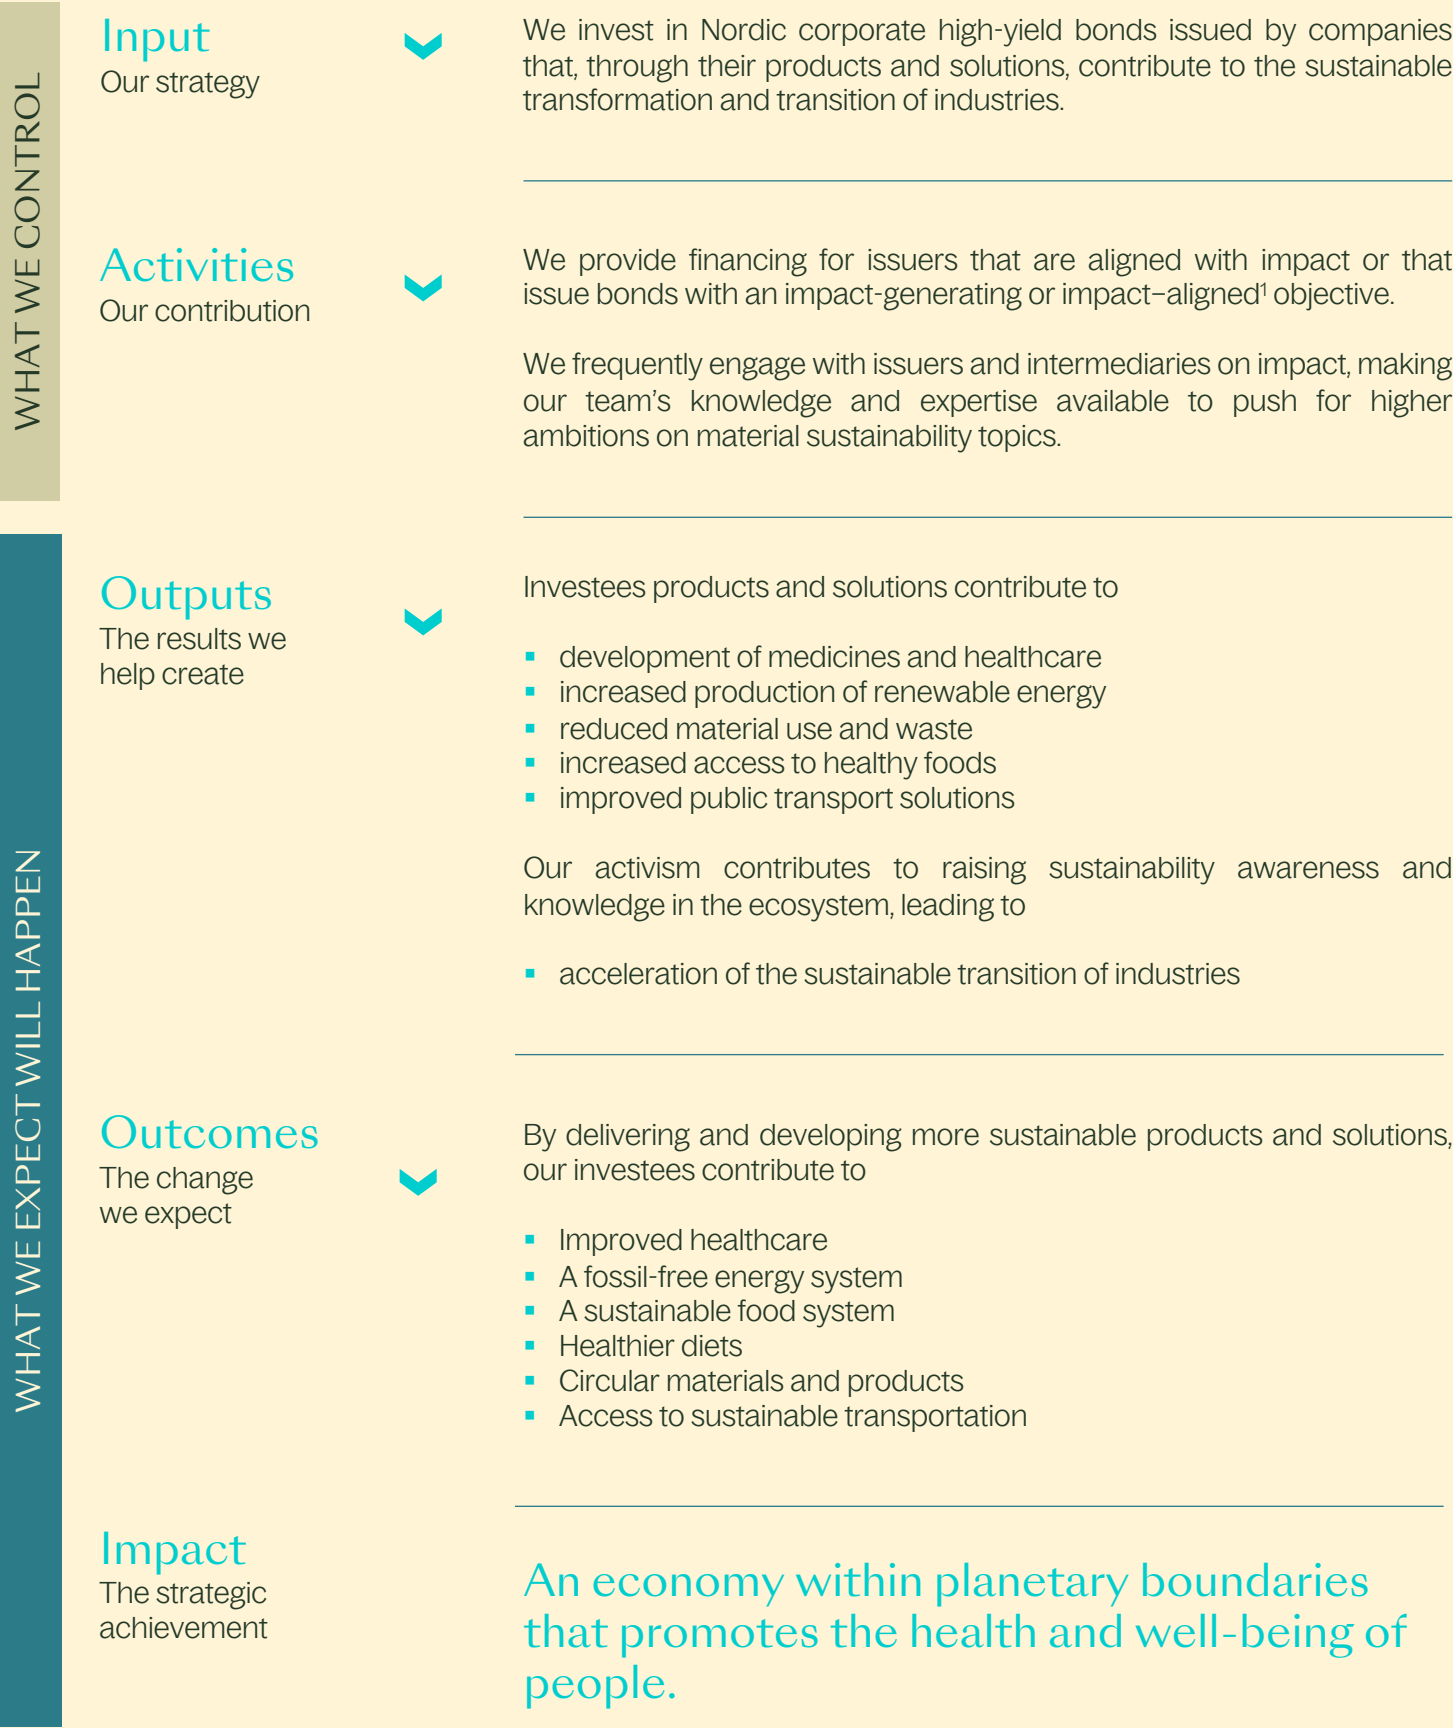 WHAT WE CONTROL
Input
Our strategy
We invest in Nordic corporate high-yield bonds issued by companies
that, through their products and solutions, contribute to the sustainable
transformation and transition of industries.
Activities
Our contribution
We provide financing for issuers that are aligned with impact or that
issue bonds with an impact-generating or impact–aligned¹ objective.
We frequently engage with issuers and intermediaries on impact, making
our team’s knowledge and expertise available to push for higher
ambitions on material sustainability topics.
WHAT WE EXPECT WILL HAPPEN
Outputs
The results we
help create
Investees products and solutions contribute to
▪ development of medicines and healthcare
▪ increased production of renewable energy
▪ reduced material use and waste
▪ increased access to healthy foods
▪ improved public transport solutions
Our activism contributes to raising sustainability awareness and
knowledge in the ecosystem, leading to
▪ acceleration of the sustainable transition of industries
Outcomes
The change
we expect
By delivering and developing more sustainable products and solutions,
our investees contribute to
▪ Improved healthcare
▪ A fossil-free energy system
▪ A sustainable food system
▪ Healthier diets
▪ Circular materials and products
▪ Access to sustainable transportation
Impact
The strategic
achievement
An economy within planetary boundaries
that promotes the health and well-being of
people.